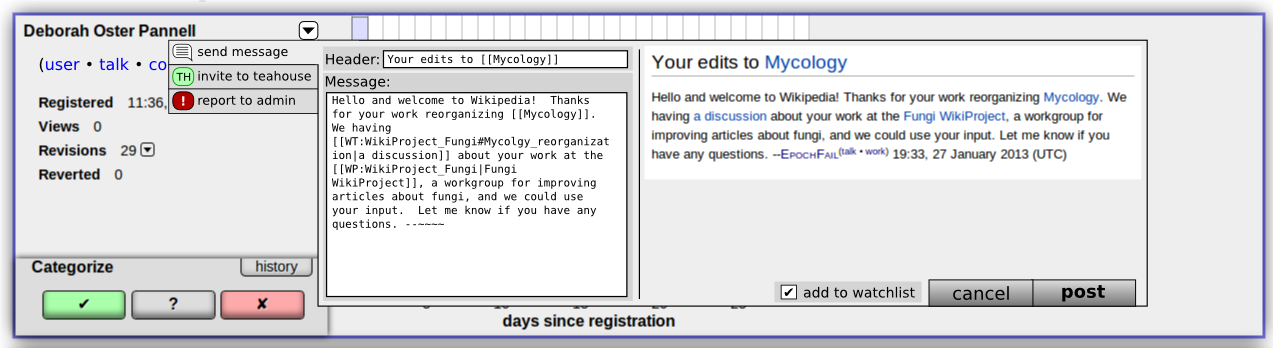 Deborah Oster Pannell
(user • talk • co
send message
TH invite to teahouse
! report to admin
Registered 11:36,
Views 0
Revisions 29
Reverted 0
Categorize
history
✔ ? ✘
Header: Your edits to [[Mycology]]
Message:
Hello and welcome to Wikipedia!  Thanks
for your work reorganizing [[Mycology]].
We having
[[WT:WikiProject_Fungi#Mycolgy_reorganizat
ion|a discussion]] about your work at the
[[WP:WikiProject_Fungi|Fungi
WikiProject]], a workgroup for improving
articles about fungi, and we could use
your input.  Let me know if you have any
questions. --~~~~
Your edits to Mycology
Hello and welcome to Wikipedia! Thanks for your work reorganizing Mycology. We
having a discussion about your work at the Fungi WikiProject, a workgroup for
improving articles about fungi, and we could use your input. Let me know if you
have any questions. --EpochFail(talk • work) 19:33, 27 January 2013 (UTC)
✔ add to watchlist
cancel
post
days since registration